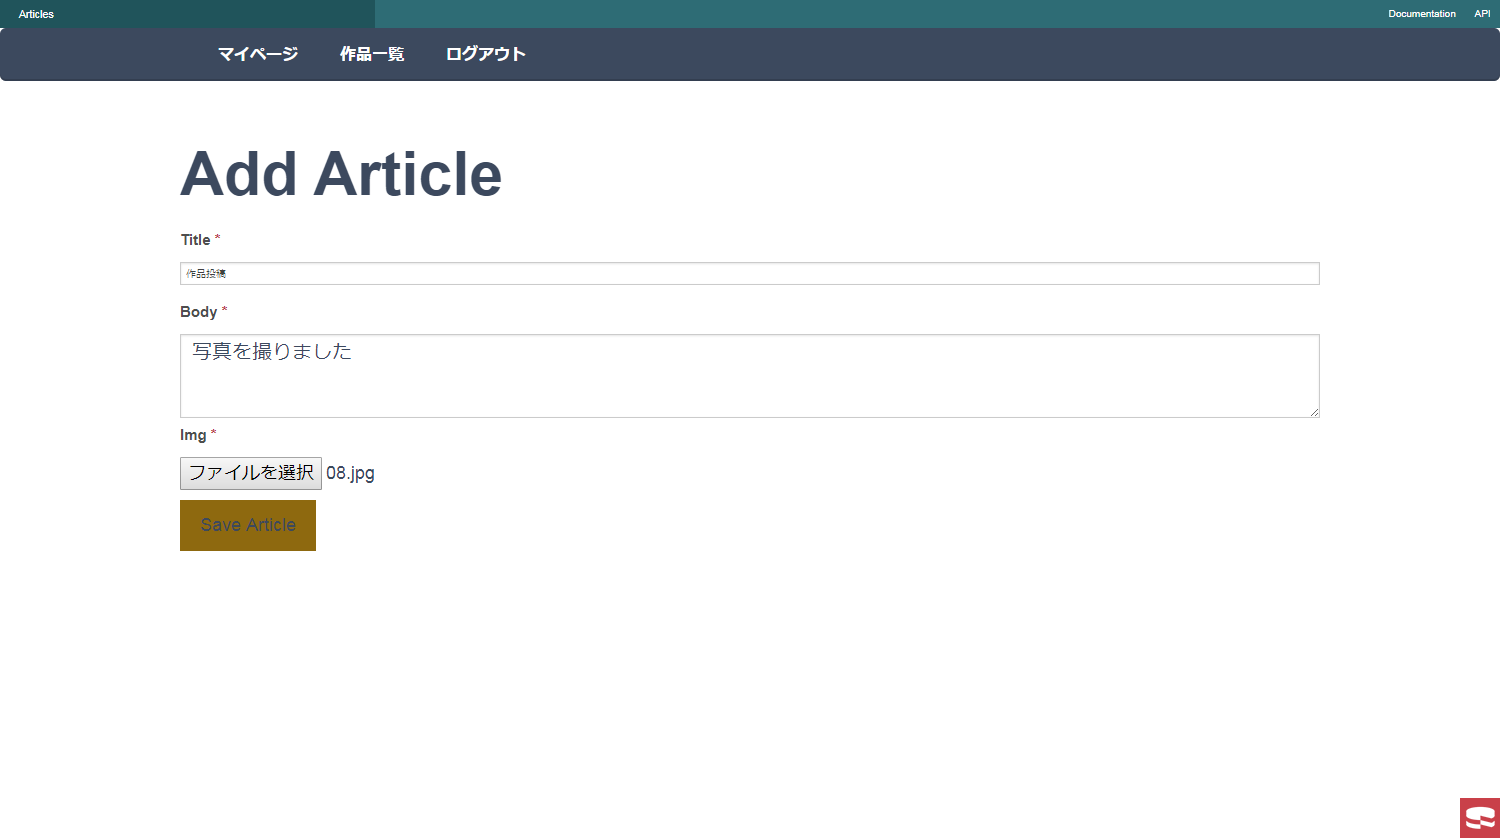 Articles Documentation API
マイページ 作品一覧 ログアウト
Add Article
Title *
作品投稿
Body *
写真を撮りました
Img *
ファイルを選択 08.jpg
Save Article